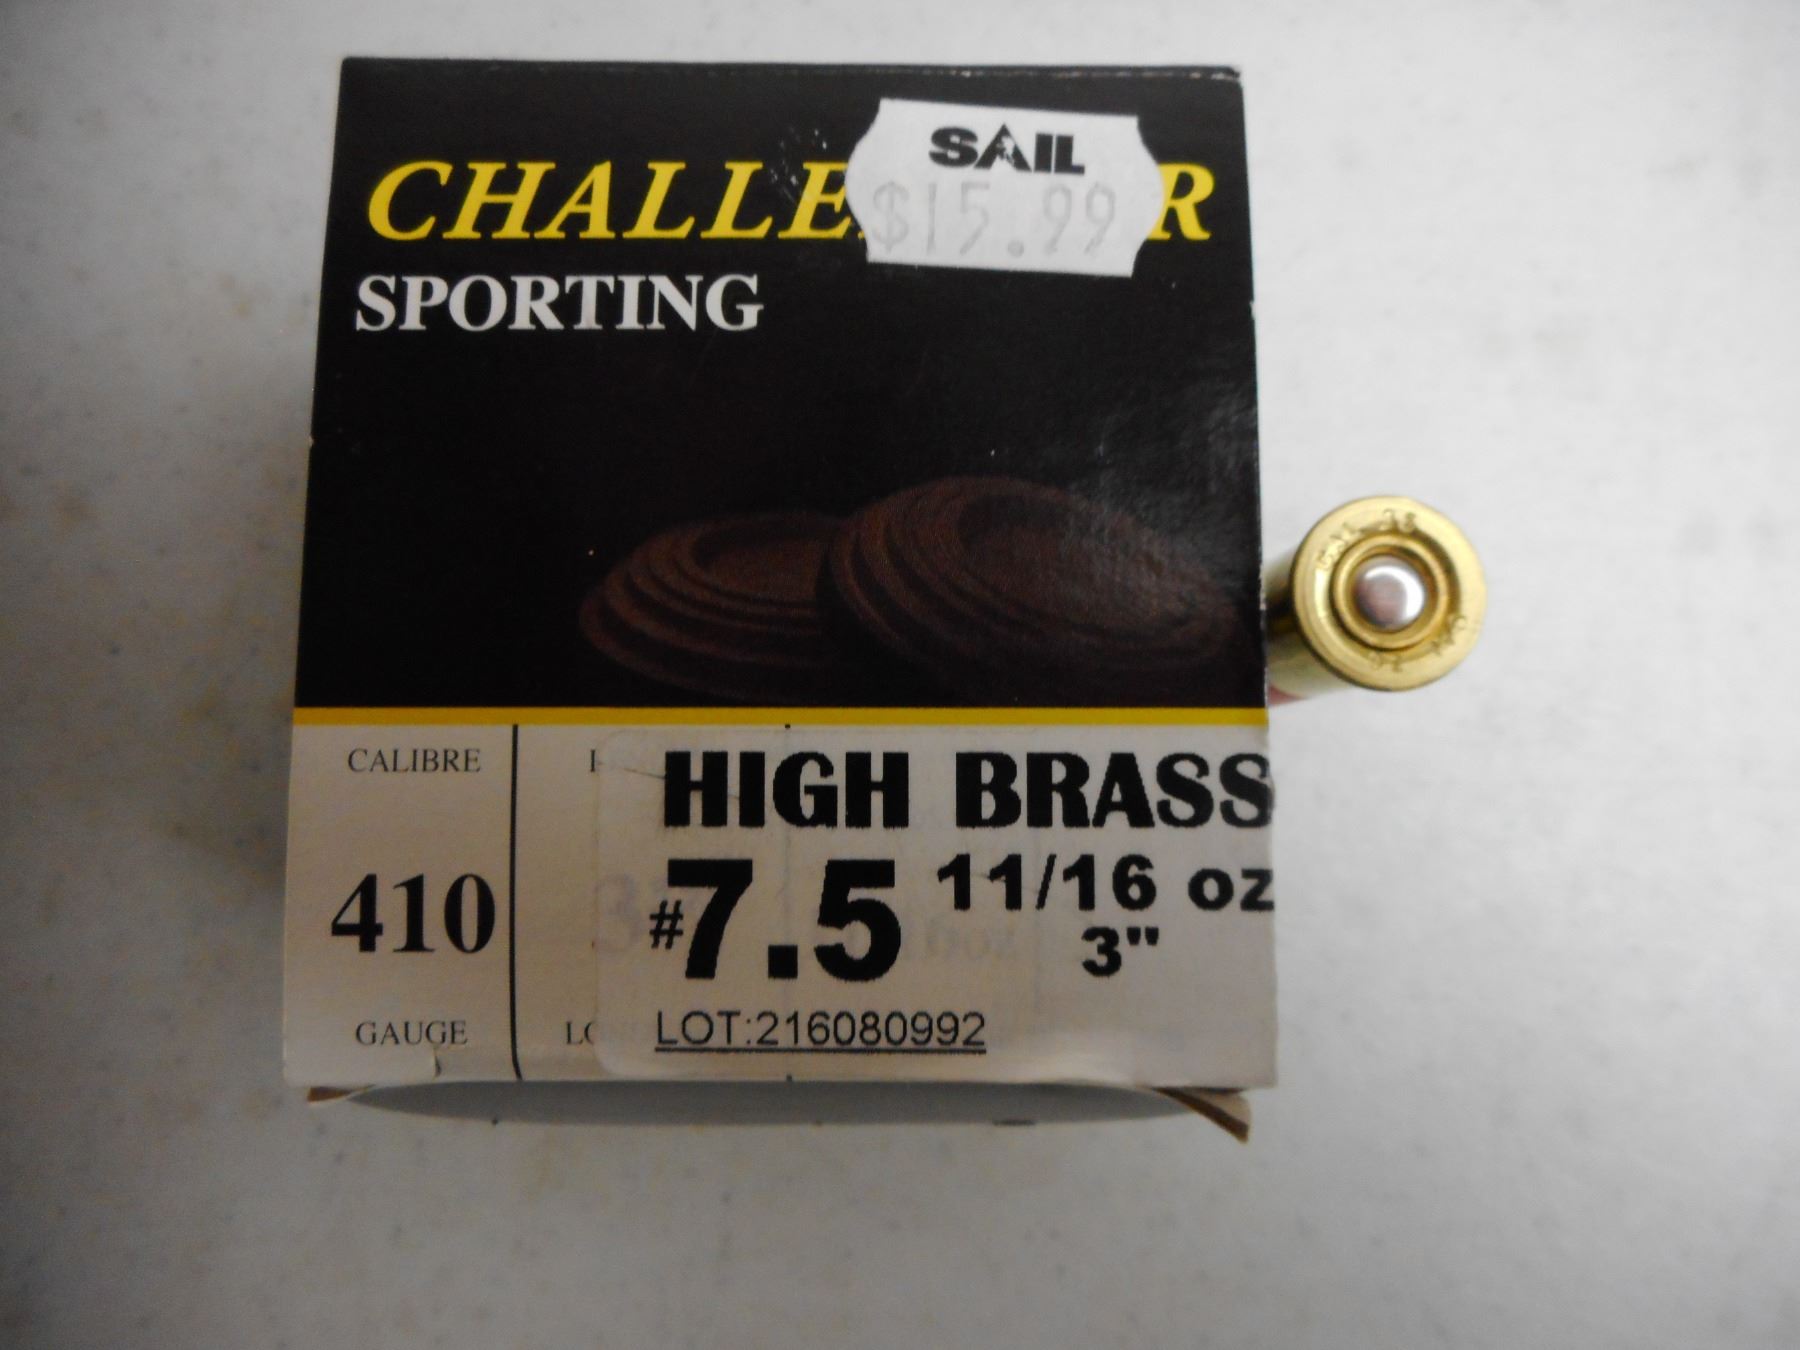 SAIL
$15.99
CHALLE R
SPORTING
CALIBRE
410
GAUGE
HIGH BRASS
#7.5 11/16 oz
3"
LOT:216080992